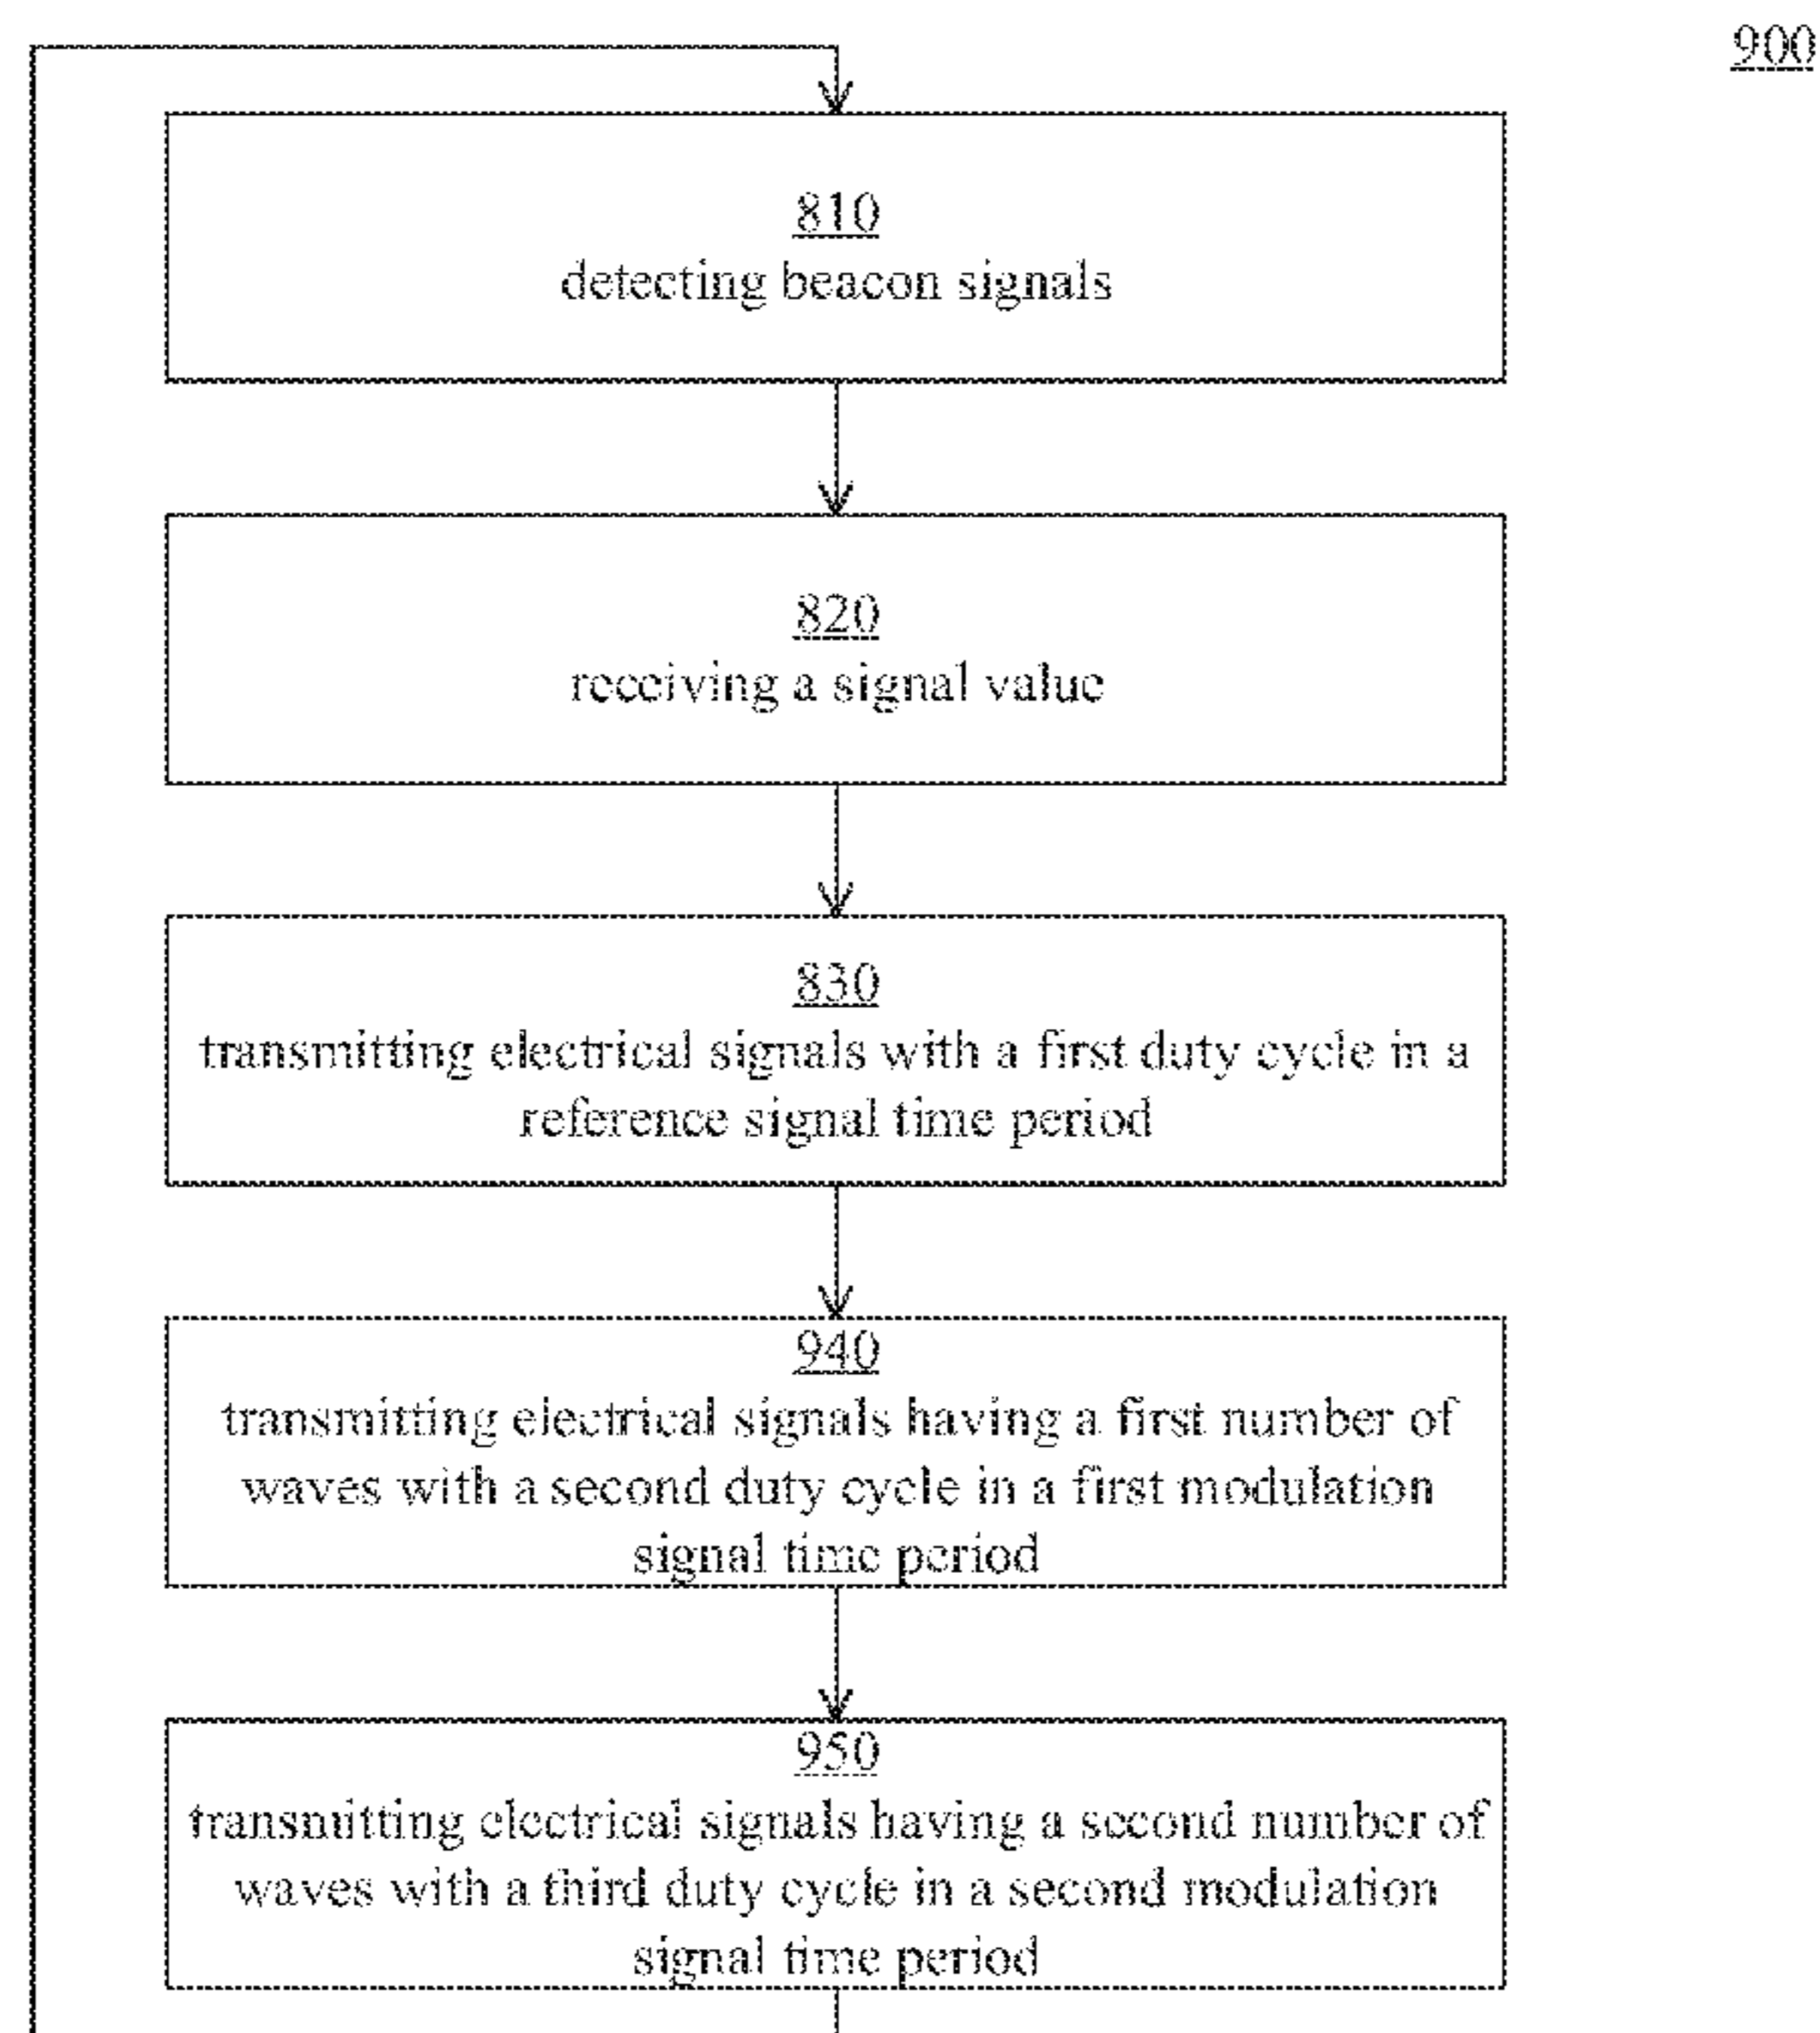 900
810
detecting beacon signals
820
receiving a signal value
830
transmitting electrical signals with a first duty cycle in a
reference signal time period
940
transmitting electrical signals having a first number of
waves with a second duty cycle in a first modulation
signal time period
950
transmitting electrical signals having a second number of
waves with a third duty cycle in a second modulation
signal time period